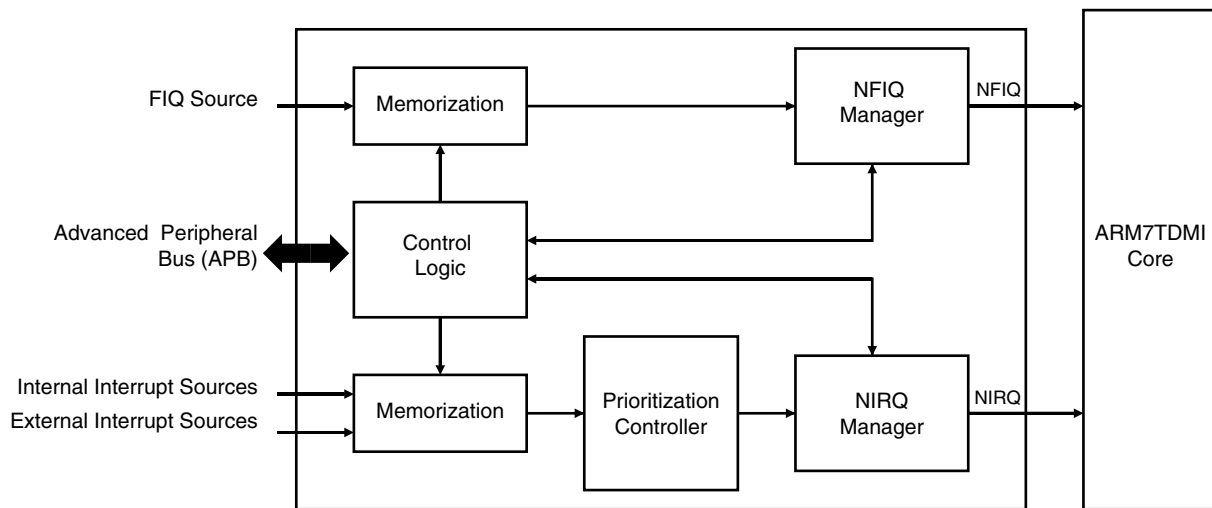 FIQ Source
Memorization
NFIQ
Manager
NFIQ
Advanced Peripheral
Bus (APB)
Control
Logic
ARM7TDMI
Core
Internal Interrupt Sources
External Interrupt Sources
Memorization
Prioritization
Controller
NIRQ
Manager
NIRQ